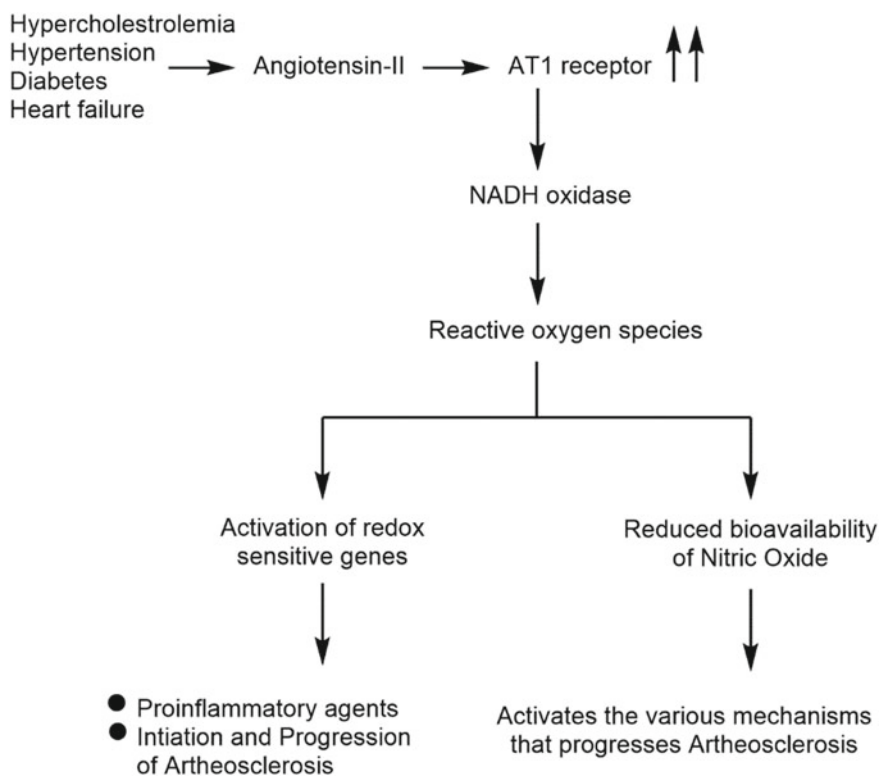 Hypercholestrolemia
Hypertension
Diabetes
Heart failure
Angiotensin-II
AT1 receptor
NADH oxidase
Reactive oxygen species
Activation of redox
sensitive genes
Reduced bioavailability
of Nitric Oxide
● Proinflammatory agents
● Intiation and Progression
of Artheosclerosis
Activates the various mechanisms
that progresses Artheosclerosis